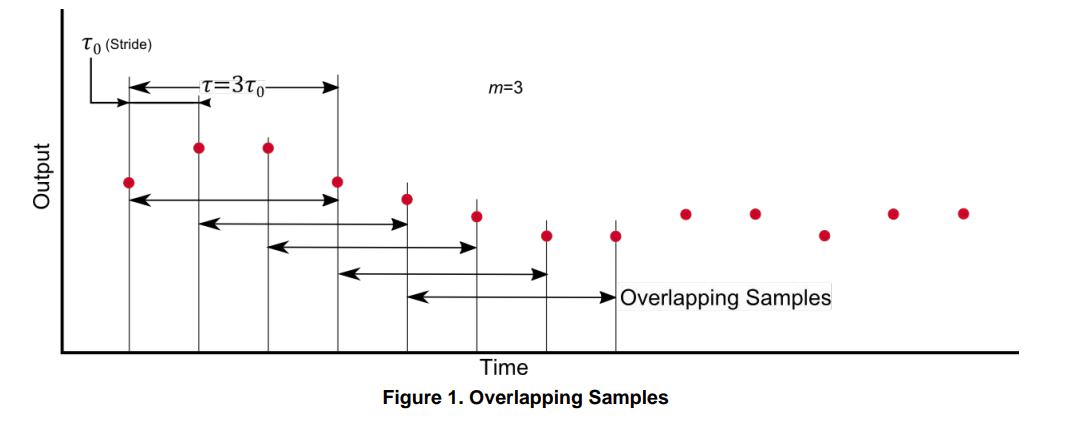 τ₀ (Stride)
τ=3τ₀
m=3
Output
Overlapping Samples
Time
Figure 1. Overlapping Samples